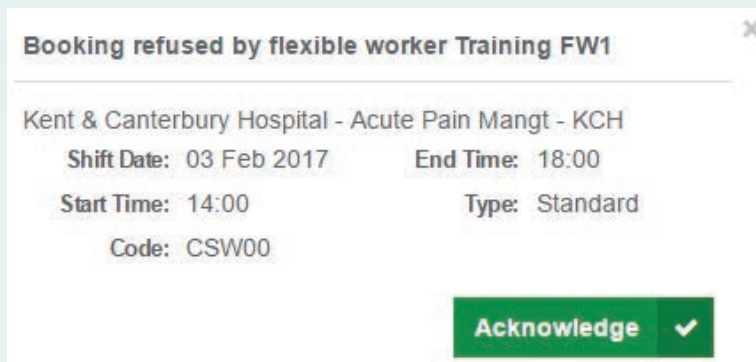 Booking refused by flexible worker Training FW1
Kent & Canterbury Hospital - Acute Pain Mangt - KCH
Shift Date: 03 Feb 2017 End Time: 18:00
Start Time: 14:00 Type: Standard
Code: CSW00
Acknowledge